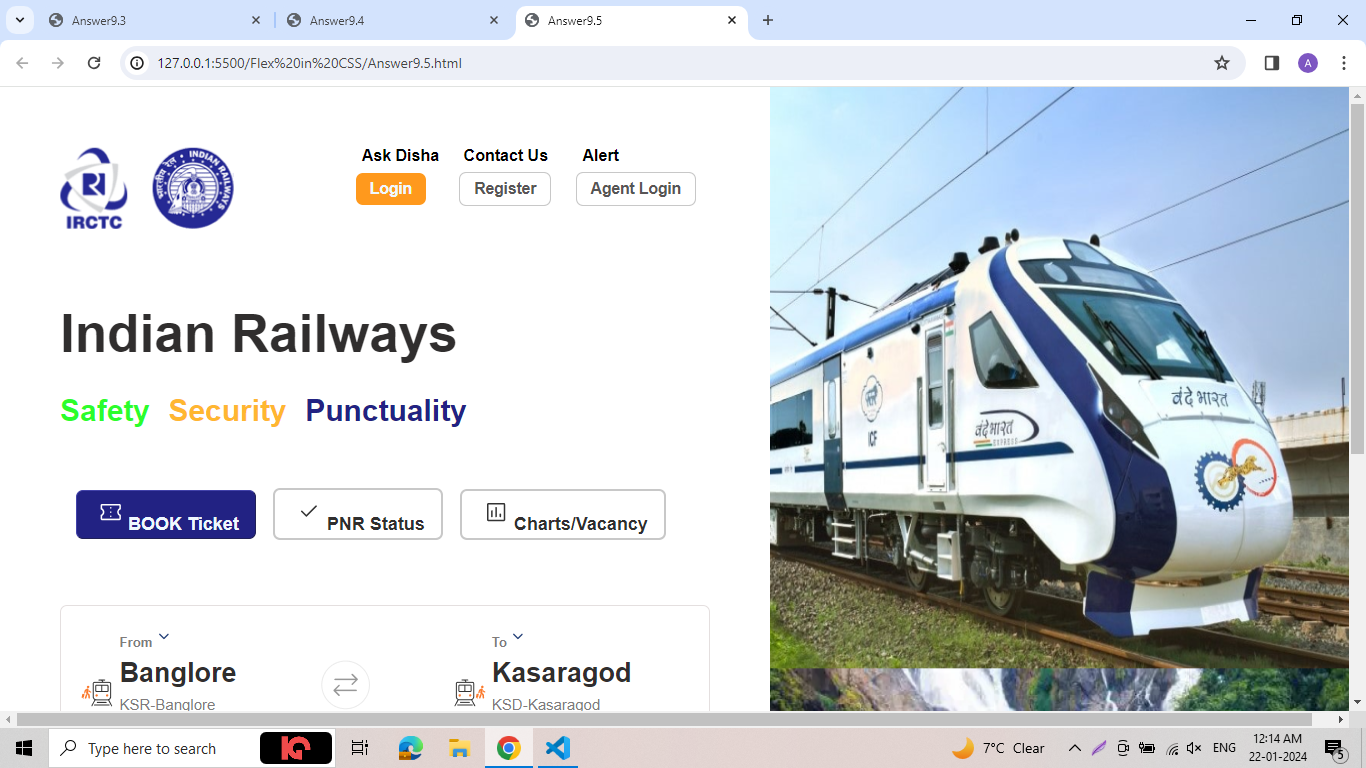 Answer9.3
Answer9.4
Answer9.5
127.0.0.1:5500/Flex%20in%20CSS/Answer9.5.html
A
IRCTC
INDIAN RAILWAYS
भारतीय रेल
Ask Disha Contact Us Alert
Login Register Agent Login
Indian Railways
Safety Security Punctuality
BOOK Ticket PNR Status Charts/Vacancy
From To
Banglore Kasaragod
KSR-Banglore KSD-Kasaragod
वंदे भारत
वंदे भारत
EXPRESS
ICF
Type here to search
7°C Clear
ENG
12:14 AM
22-01-2024
5